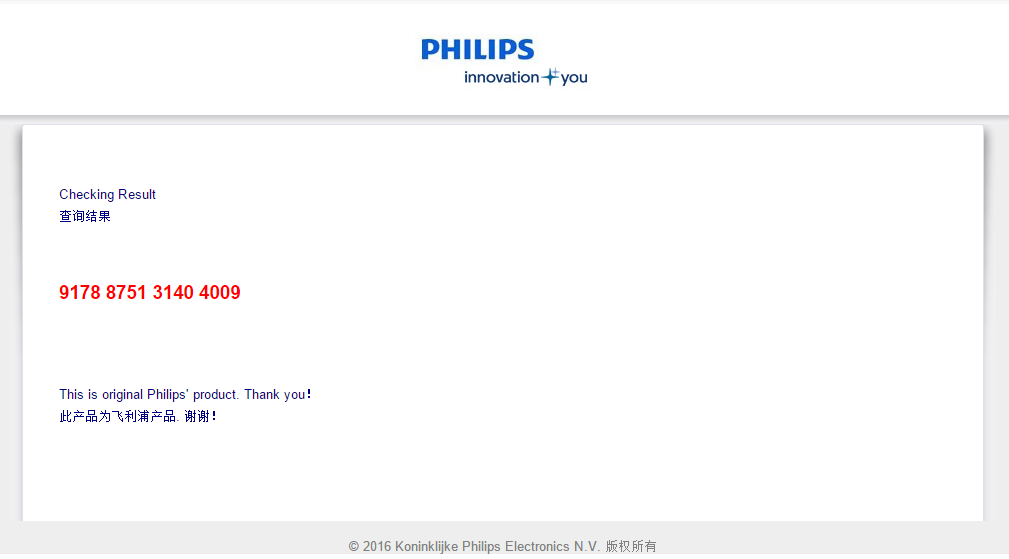 PHILIPS
innovation you
Checking Result
查询结果
9178 8751 3140 4009
This is original Philips' product. Thank you!
此产品为飞利浦产品. 谢谢!
© 2016 Koninklijke Philips Electronics N.V. 版权所有